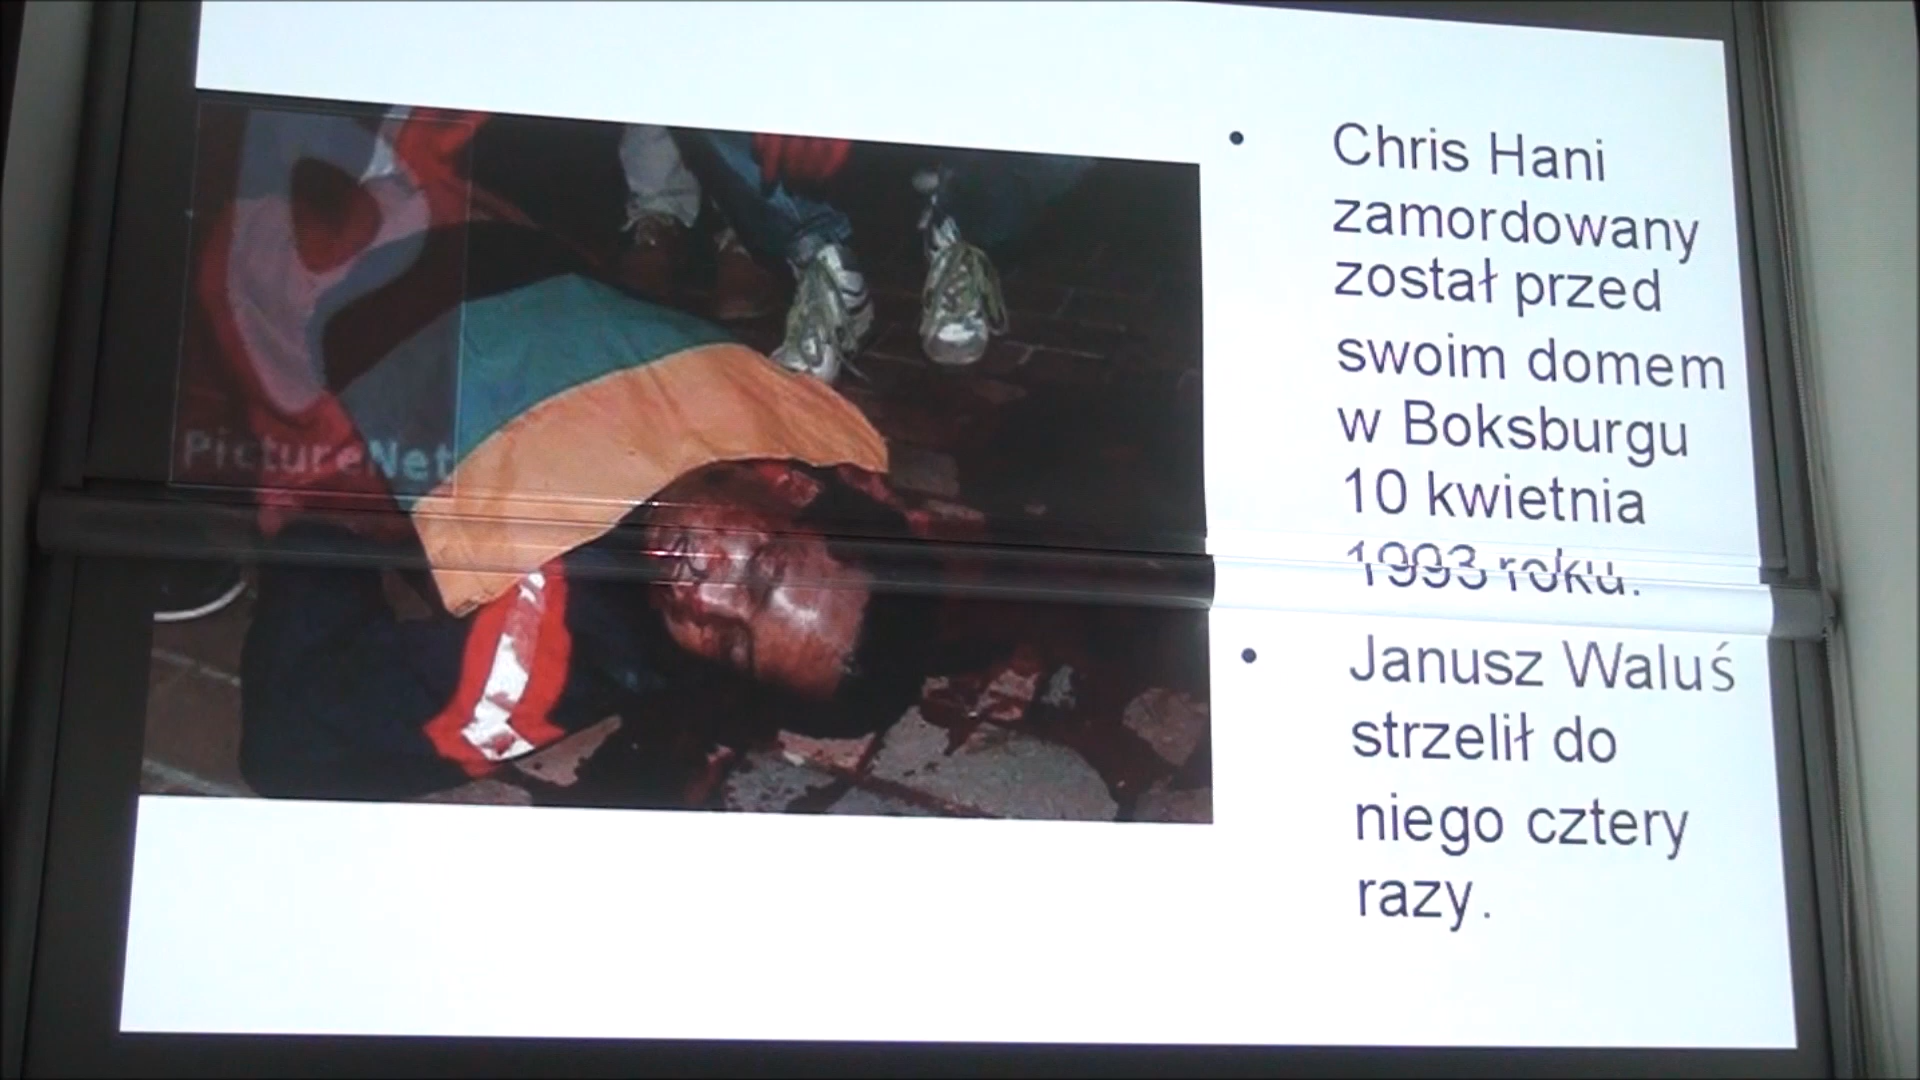 PictureNet
• Chris Hani
zamordowany
został przed
swoim domem
w Boksburgu
10 kwietnia
1993 roku.
• Janusz Waluś
strzelił do
niego cztery
razy.